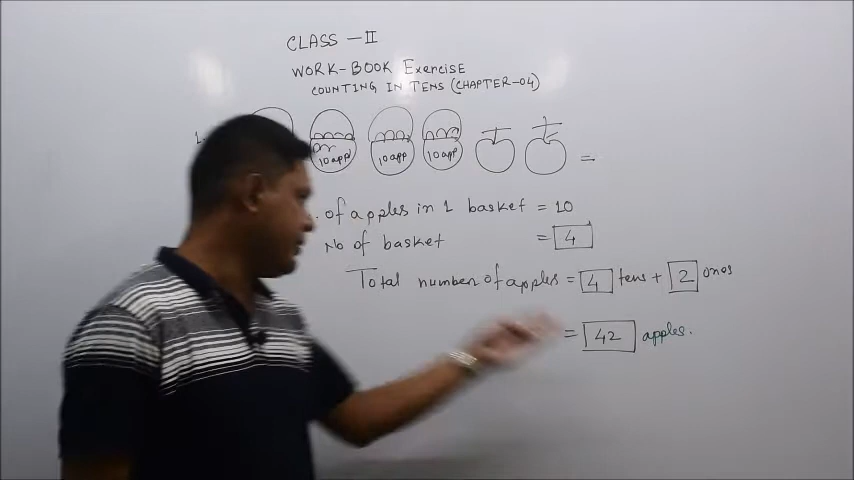 CLASS - II
WORK-BOOK Exercise
COUNTING IN TENS (CHAPTER-04)
1. 10 app 10 app 10 app =
. of apples in 1 basket = 10
No of basket = 4
Total number of apples = 4 tens + 2 ones
= 42 apples.